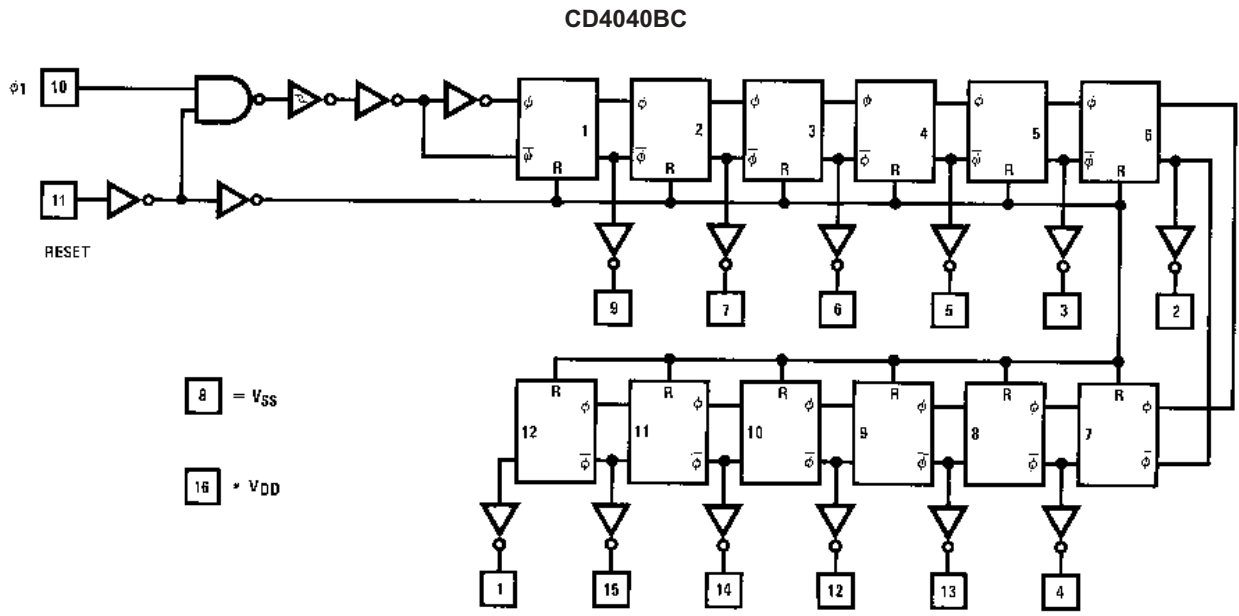 CD4040BC
ϕ1 10
ϕ ϕ ϕ ϕ ϕ ϕ
1 2 3 4 5 6
ϕ̅ ϕ̅ ϕ̅ ϕ̅ ϕ̅ ϕ̅
R R R R R R
11
RESET
9 7 6 5 3 2
R R R R R R
8 = VSS
ϕ ϕ ϕ ϕ ϕ ϕ
12 11 10 9 8 7
ϕ̅ ϕ̅ ϕ̅ ϕ̅ ϕ̅ ϕ̅
16 = VDD
1 15 14 12 13 4